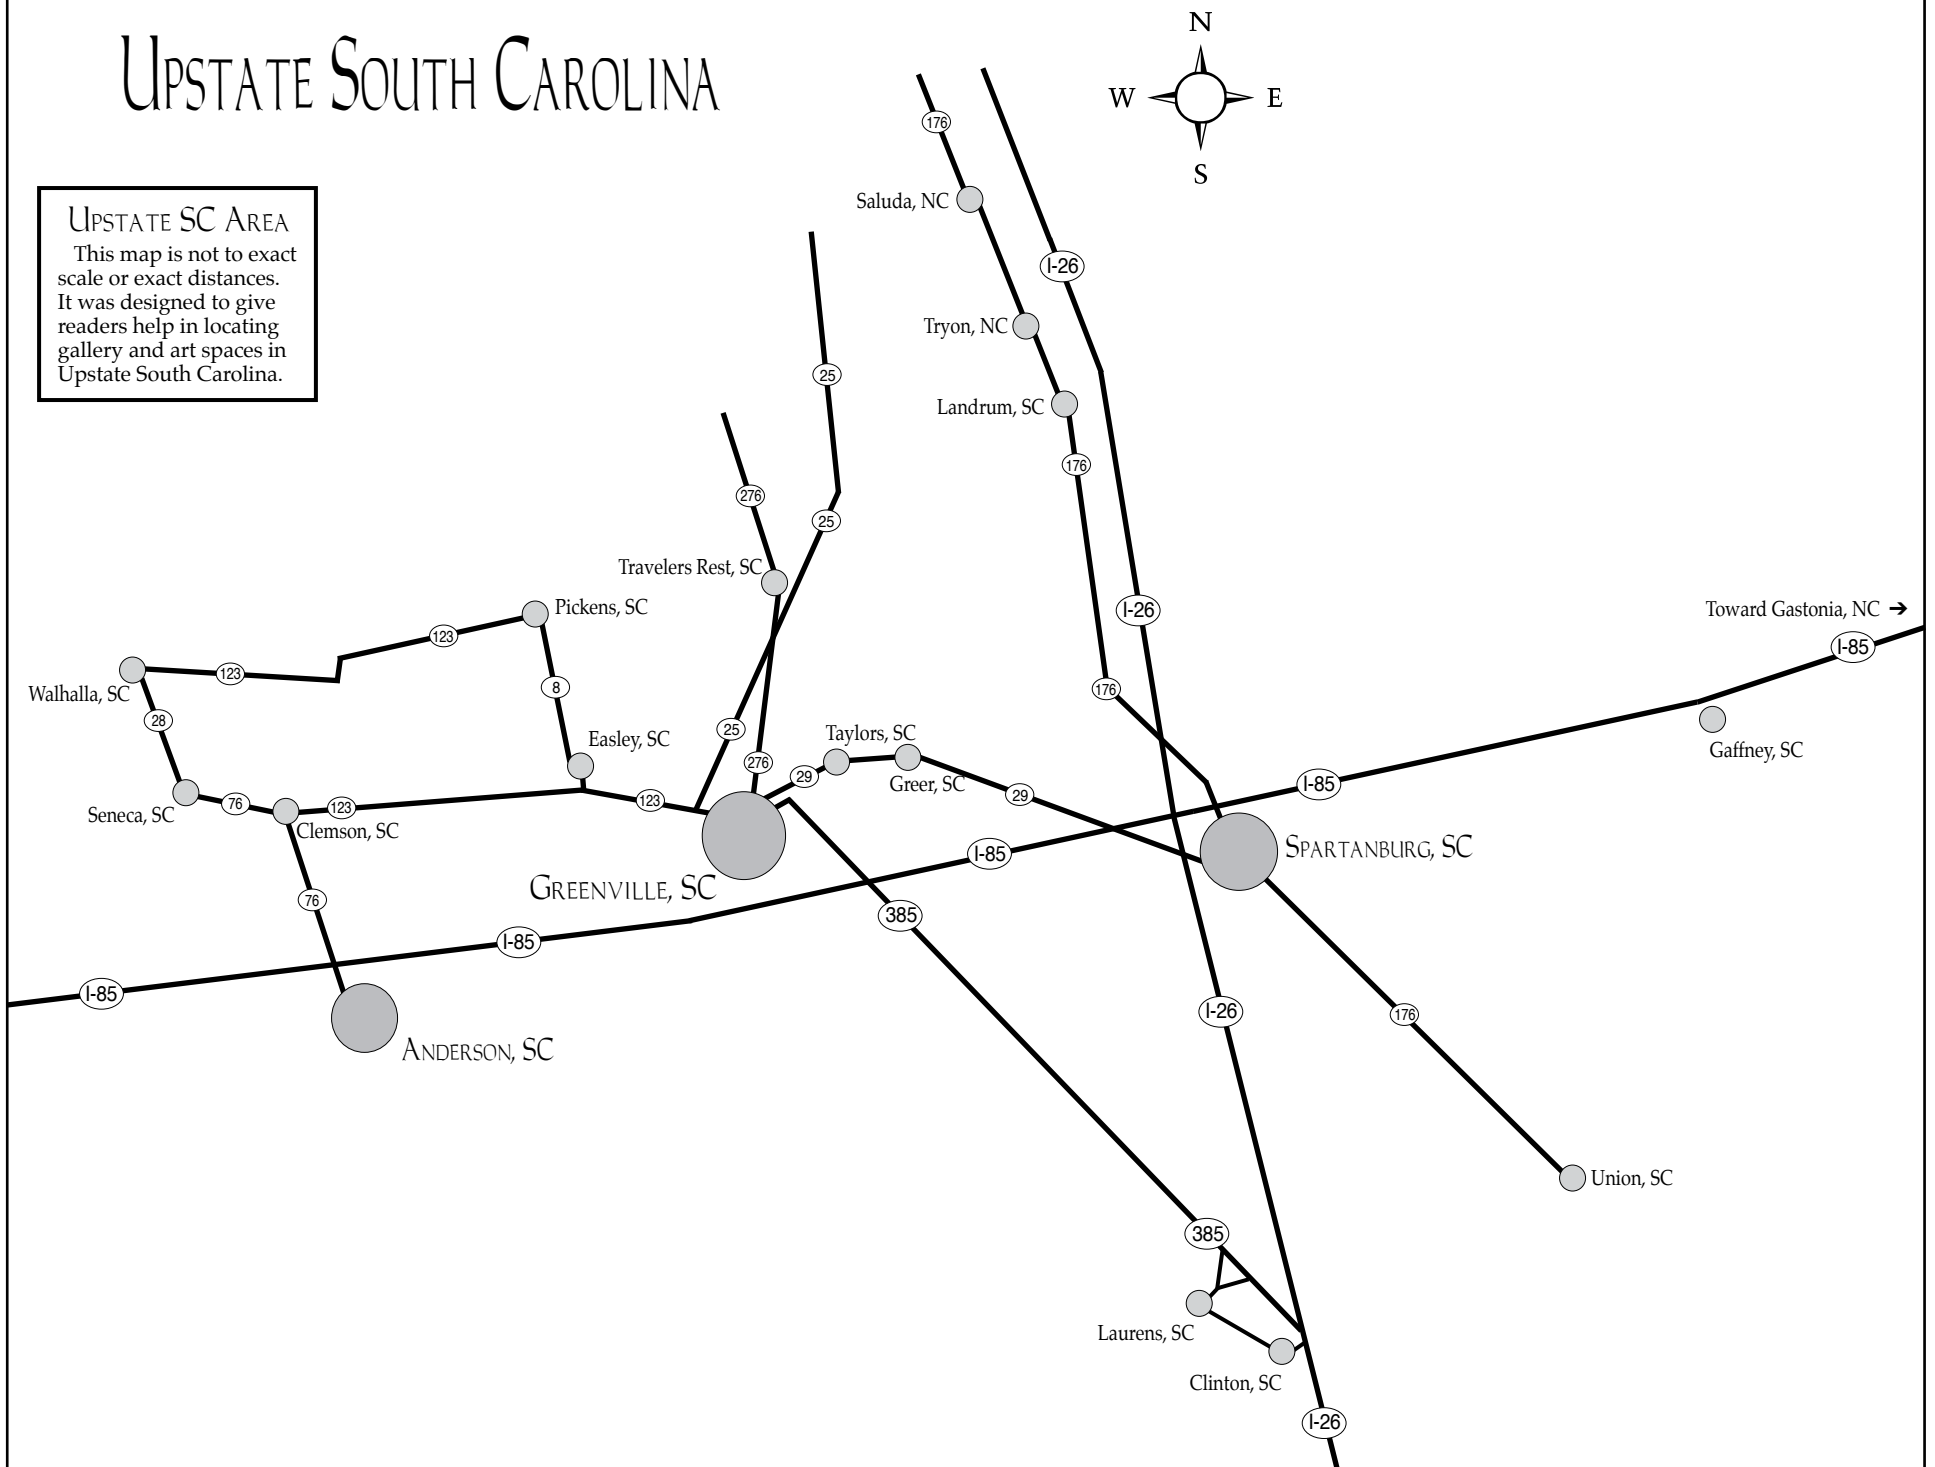 UPSTATE SOUTH CAROLINA
N
W E
S
UPSTATE SC AREA
This map is not to exact
scale or exact distances.
It was designed to give
readers help in locating
gallery and art spaces in
Upstate South Carolina.
176
Saluda, NC
I-26
Tryon, NC
25
Landrum, SC
176
276
25
Travelers Rest, SC
Pickens, SC
I-26
Toward Gastonia, NC ➔
123
I-85
123
Walhalla, SC
8
176
28
Gaffney, SC
25
Taylors, SC
Easley, SC
276
29
Greer, SC
I-85
29
Seneca, SC
76
123
123
Clemson, SC
SPARTANBURG, SC
I-85
GREENVILLE, SC
76
385
I-85
I-85
I-26
176
ANDERSON, SC
Union, SC
385
Laurens, SC
Clinton, SC
I-26